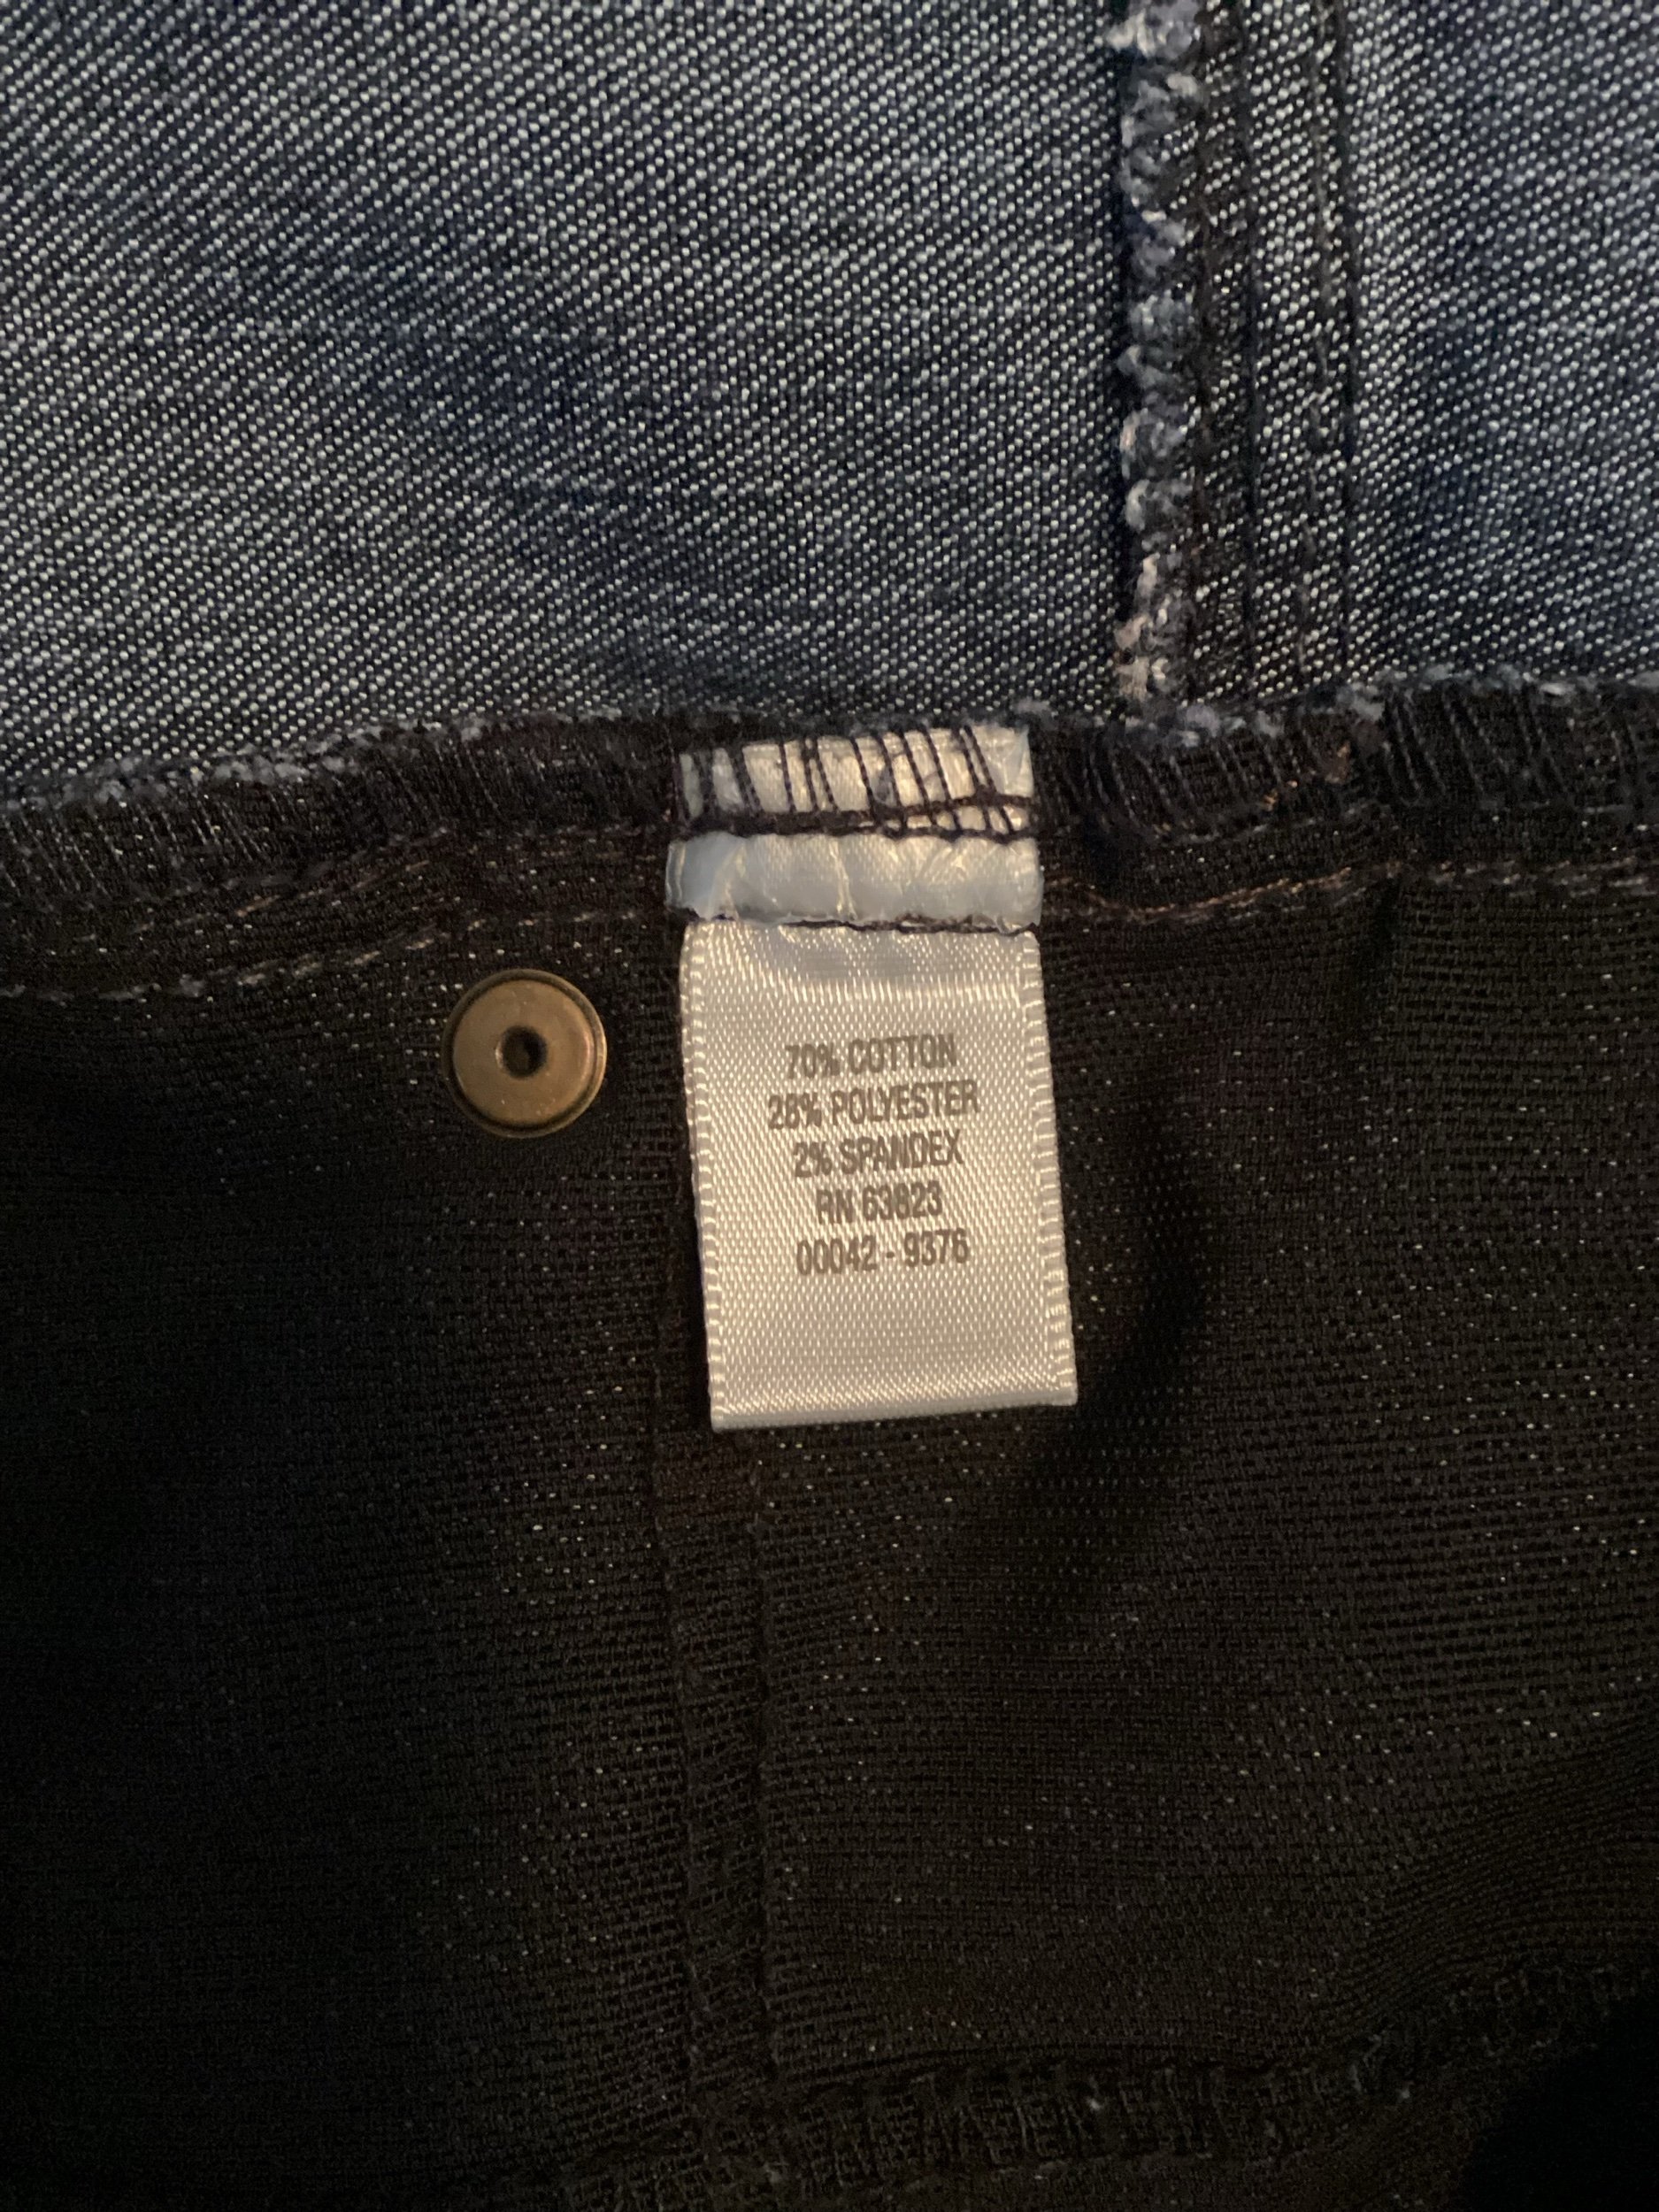 70% COTTON
28% POLYESTER
2% SPANDEX
RN 63823
00042 - 9376